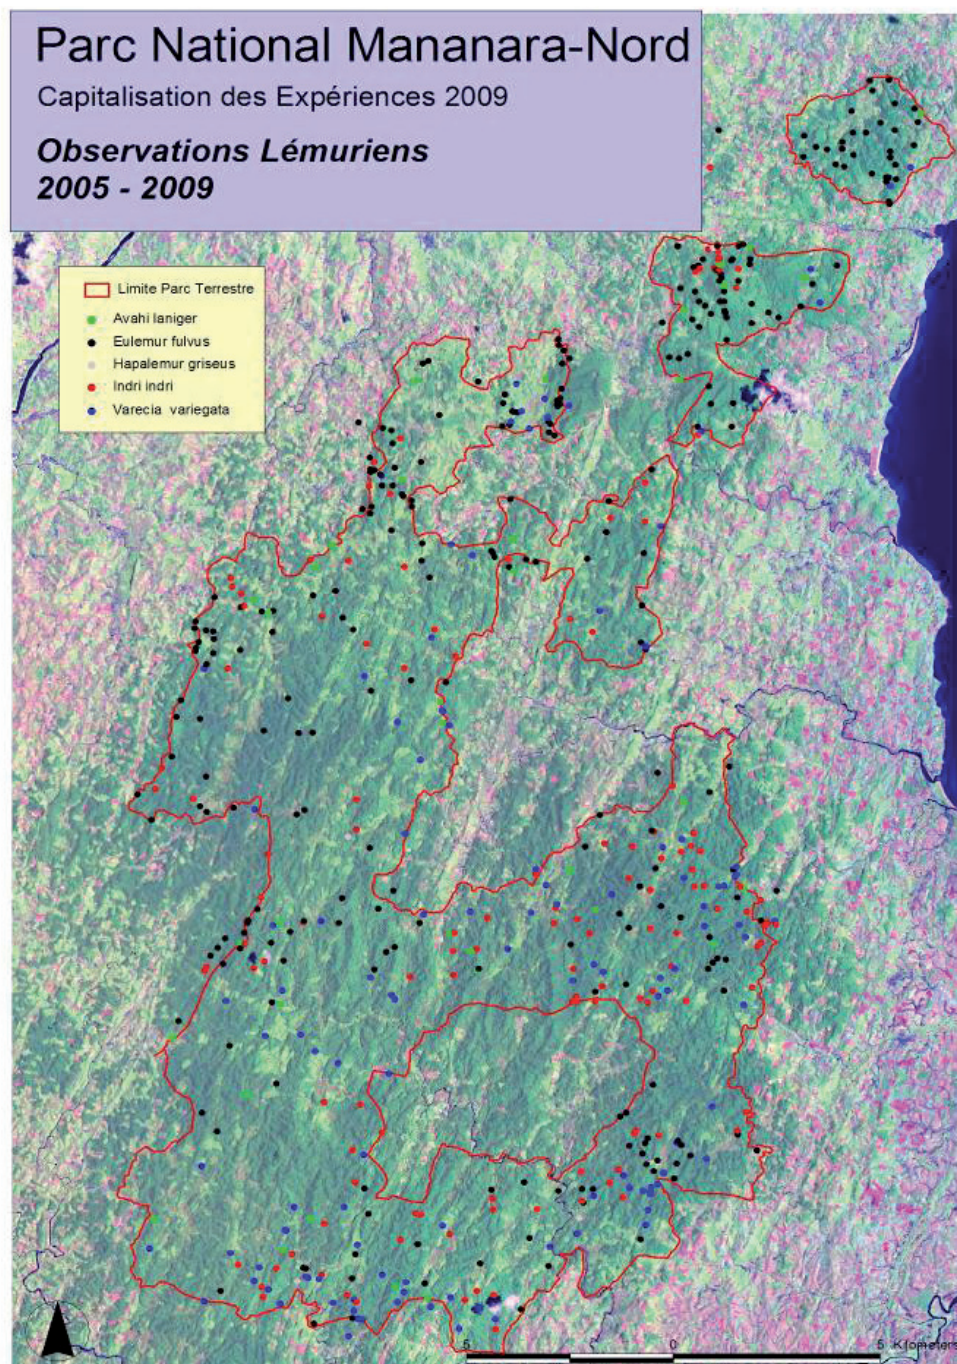 Parc National Mananara-Nord
Capitalisation des Expériences 2009
Observations Lémuriens
2005 - 2009
Limite Parc Terrestre
Avahi laniger
Eulemur fulvus
Hapalemur griseus
Indri indri
Varecia variegata
5 0 5 Kilometers